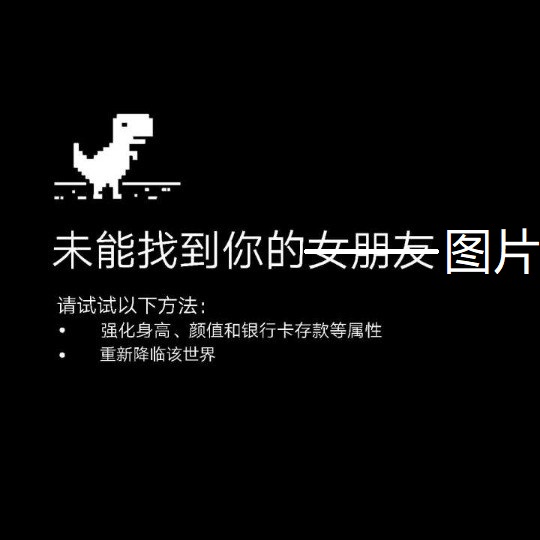 未能找到你的女朋友 图片
请试试以下方法：
• 强化身高、颜值和银行卡存款等属性
• 重新降临该世界